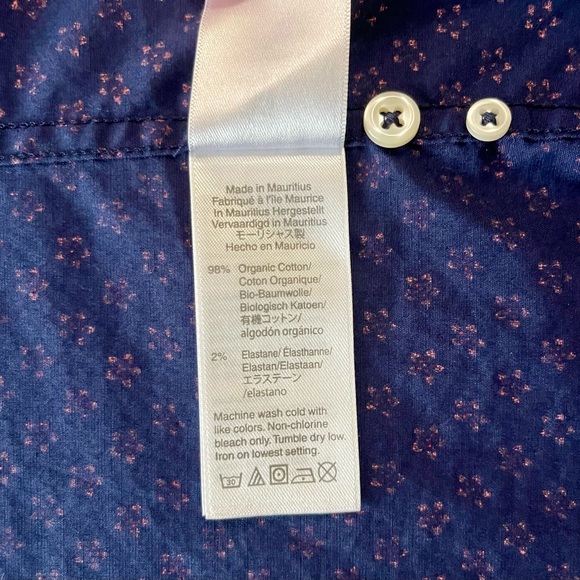 Made in Mauritius
Fabriqué à l'île Maurice
In Mauritius Hergestellt
Vervaardigd in Mauritius
モーリシャス製
Hecho en Mauricio
98% Organic Cotton/
Coton Organique/
Bio-Baumwolle/
Biologisch Katoen/
有機コットン/
algodón orgánico
2% Elastane/ Élasthanne/
Elastan/Elastaan/
エラステーン
/elastano
Machine wash cold with
like colors. Non-chlorine
bleach only. Tumble dry low.
Iron on lowest setting.
30